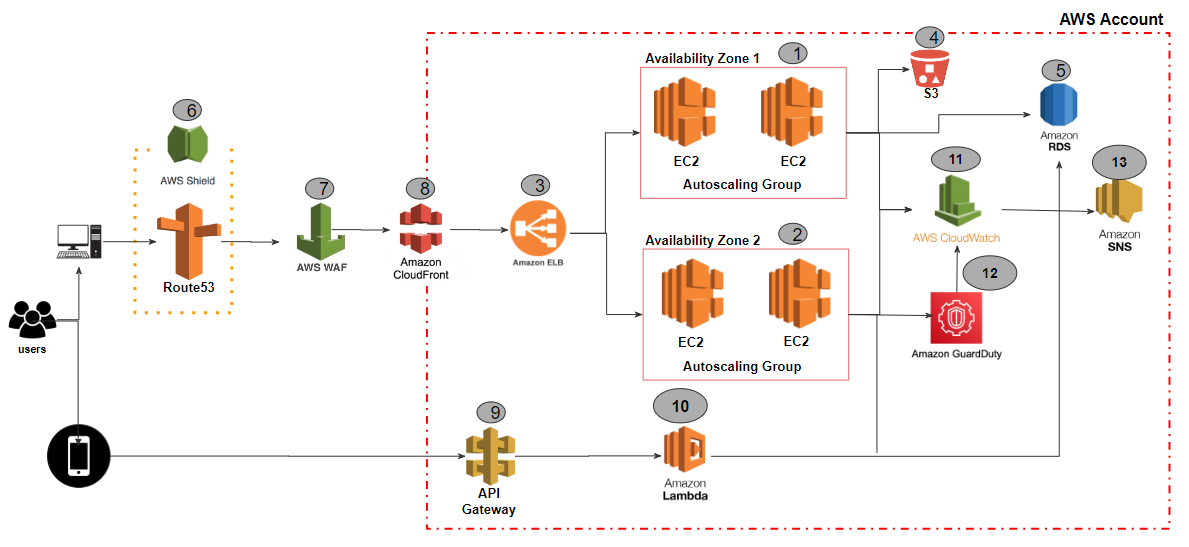 AWS Account
1
4
Availability Zone 1
5
S3
6
Amazon
RDS
EC2
EC2
11
13
AWS Shield
Autoscaling Group
7
8
3
2
Availability Zone 2
AWS CloudWatch
Amazon
SNS
AWS WAF
Amazon
CloudFront
Amazon ELB
12
Route53
users
EC2
EC2
Amazon GuardDuty
Autoscaling Group
9
10
API
Gateway
Amazon
Lambda